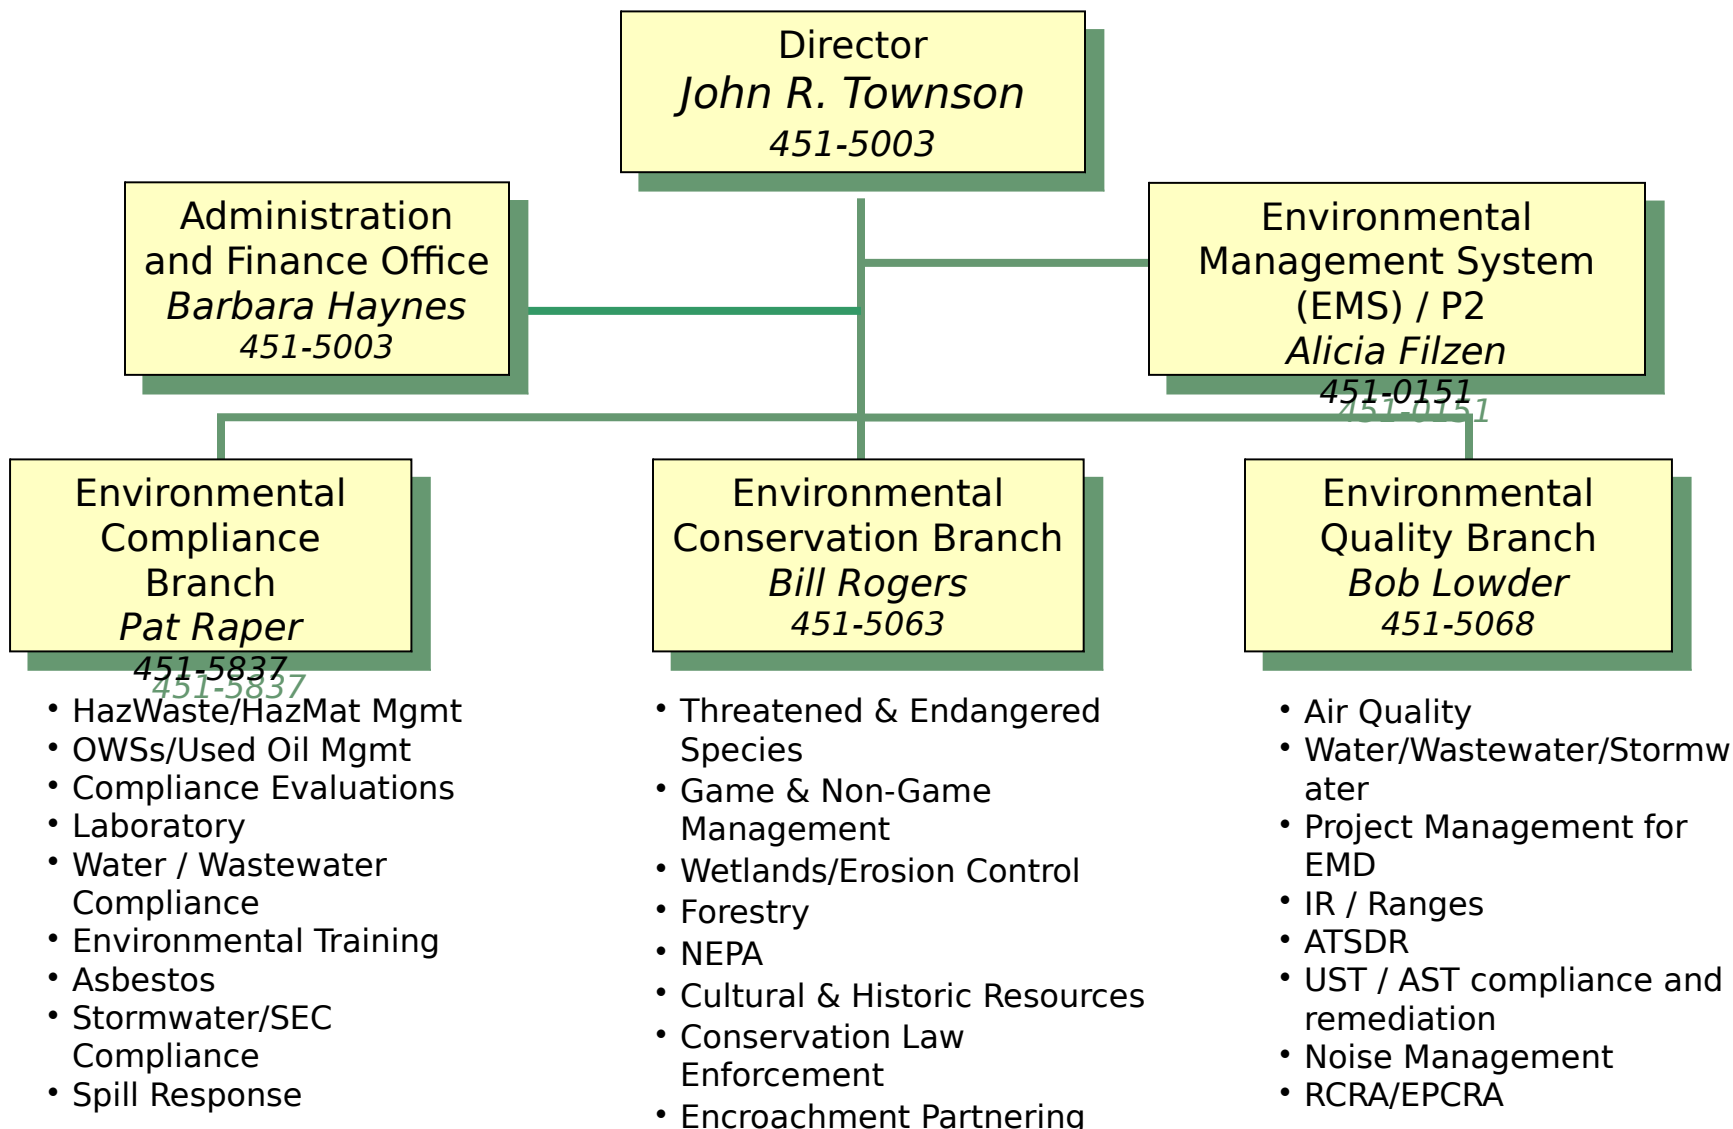 Director
John R. Townson
451-5003
Administration
and Finance Office
Barbara Haynes
451-5003
Environmental
Management System
(EMS) / P2
Alicia Filzen
451-0151
Environmental
Compliance
Branch
Pat Raper
451-5837
Environmental
Conservation Branch
Bill Rogers
451-5063
Environmental
Quality Branch
Bob Lowder
451-5068
• HazWaste/HazMat Mgmt
• OWSs/Used Oil Mgmt
• Compliance Evaluations
• Laboratory
• Water / Wastewater
Compliance
• Environmental Training
• Asbestos
• Stormwater/SEC
Compliance
• Spill Response
• Threatened & Endangered
Species
• Game & Non-Game
Management
• Wetlands/Erosion Control
• Forestry
• NEPA
• Cultural & Historic Resources
• Conservation Law
Enforcement
• Encroachment Partnering
• Air Quality
• Water/Wastewater/Stormw
ater
• Project Management for
EMD
• IR / Ranges
• ATSDR
• UST / AST compliance and
remediation
• Noise Management
• RCRA/EPCRA